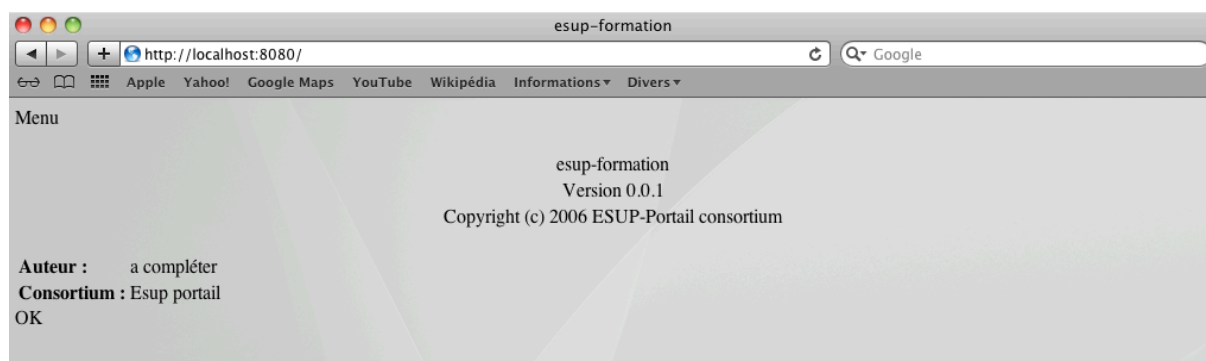 esup-formation
http://localhost:8080/
Google
Apple Yahoo! Google Maps YouTube Wikipédia Informations Divers
Menu
esup-formation
Version 0.0.1
Copyright (c) 2006 ESUP-Portail consortium
Auteur : a compléter
Consortium : Esup portail
OK